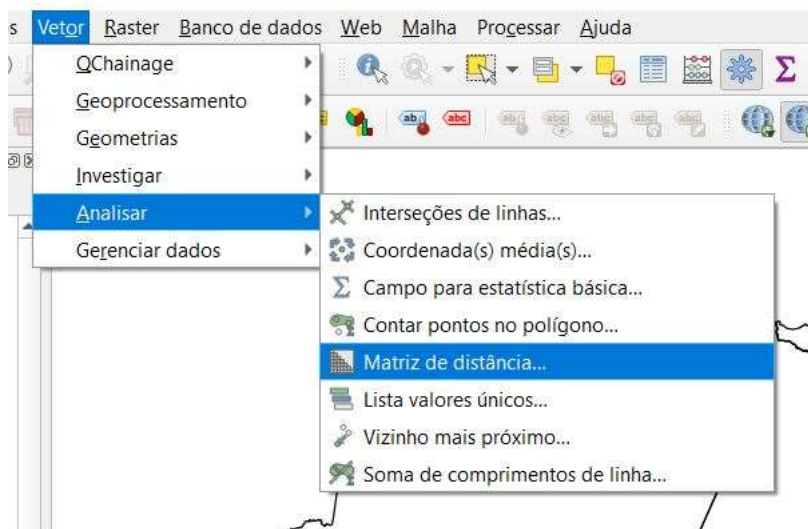 s Vetor Raster Banco de dados Web Malha Processar Ajuda
QChainage
Geoprocessamento
Geometrias
Investigar
Analisar
Gerenciar dados
Interseções de linhas...
Coordenada(s) média(s)...
Campo para estatística básica...
Contar pontos no polígono...
Matriz de distância...
Lista valores únicos...
Vizinho mais próximo...
Soma de comprimentos de linha...